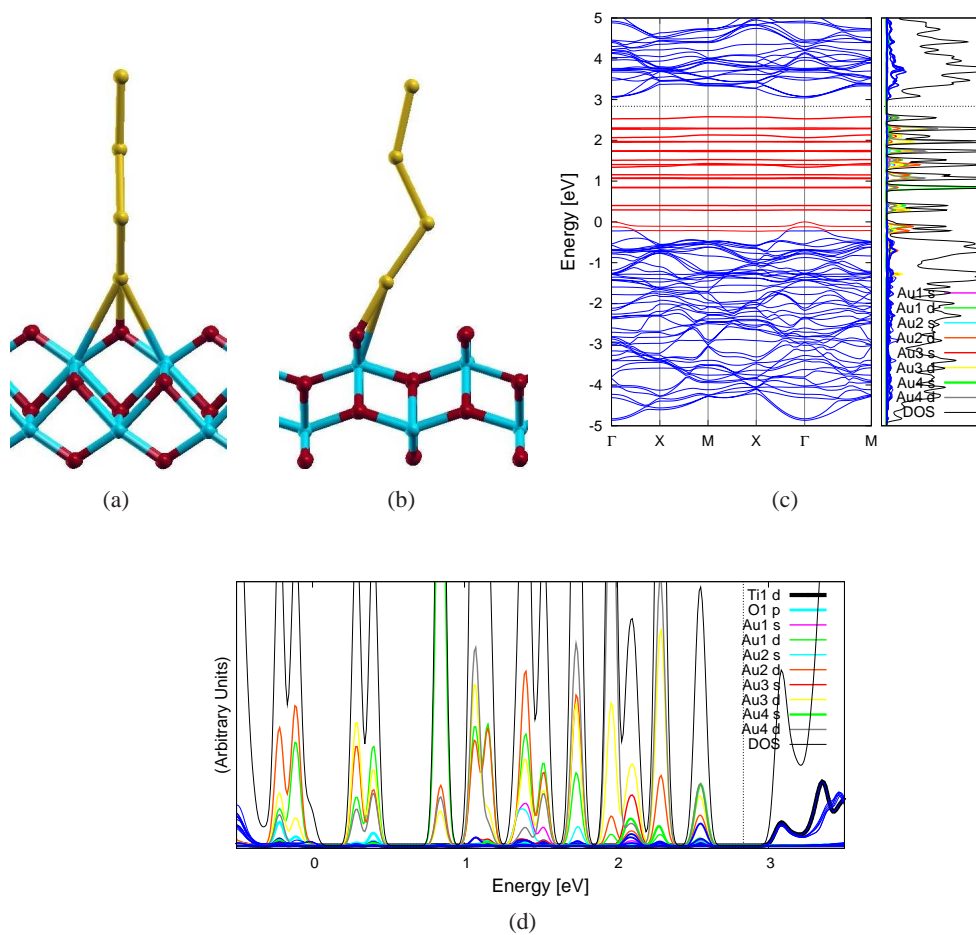 (a)
(b)
Energy [eV]
5
4
3
2
1
0
-1
-2
-3
-4
-5
Γ X M X Γ M
Au1 s
Au1 d
Au2 s
Au2 d
Au3 s
Au3 d
Au4 s
Au4 d
DOS
(c)
(Arbitrary Units)
Ti1 d
O1 p
Au1 s
Au1 d
Au2 s
Au2 d
Au3 s
Au3 d
Au4 s
Au4 d
DOS
0 1 2 3
Energy [eV]
(d)